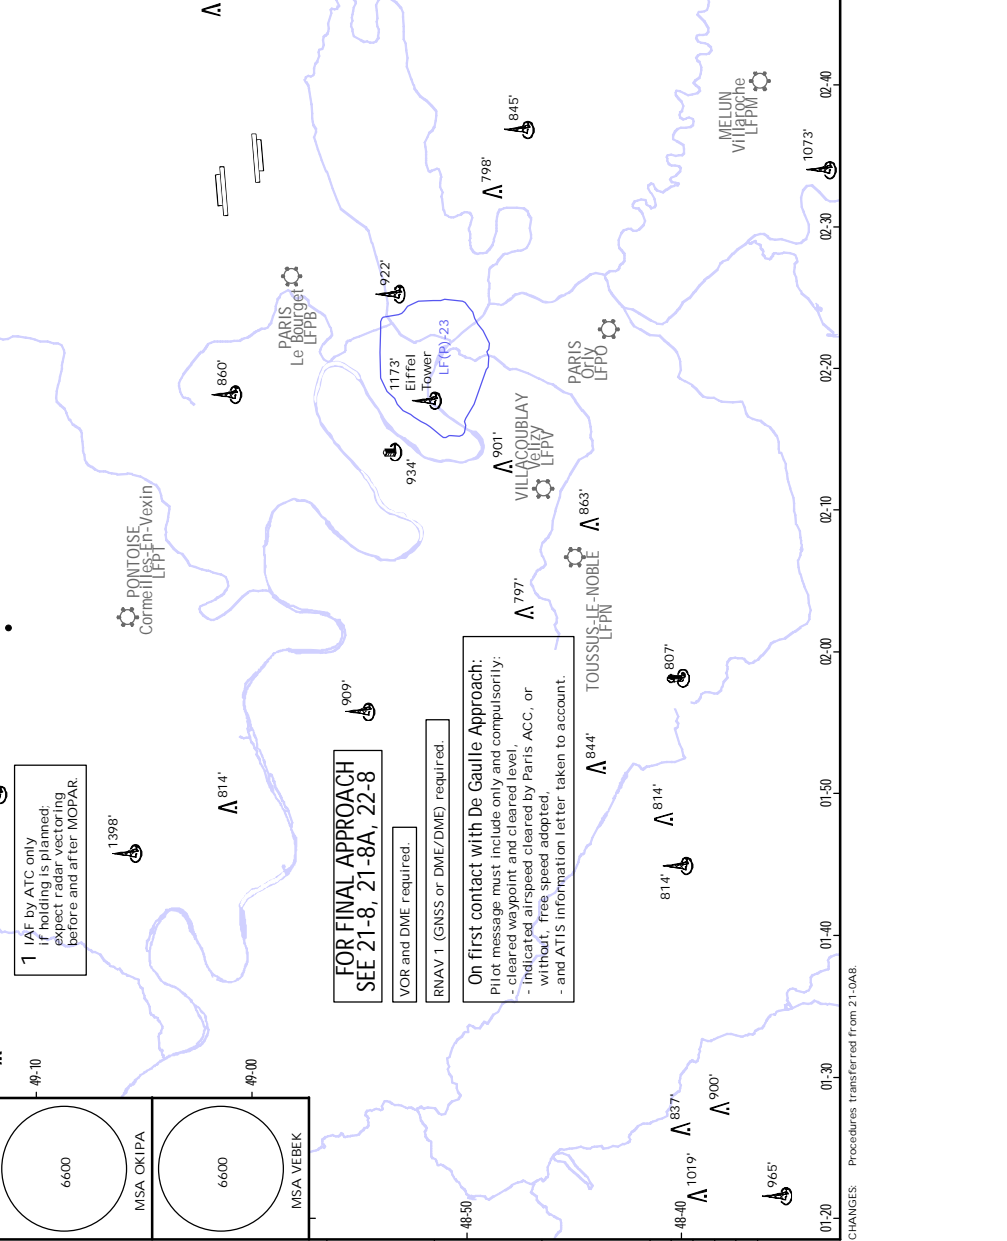 1 IAF by ATC only
if holding is planned;
expect radar vectoring
before and after MOPAR.
1398'
814'
909'
PONTOISE
Cormeilles-En-Vexin
LFPT
860'
PARIS
Le Bourget
LFPB
922'
1173'
Eiffel
Tower
LF(P)-23
934'
901'
VILLACOUBLAY
Velizy
LFPV
863'
797'
TOUSSUS-LE-NOBLE
LFPN
PARIS
Orly
LFPO
798'
845'
MELUN
Villaroche
LFPM
1073'
807'
844'
814'
814'
837'
900'
1019'
965'
FOR FINAL APPROACH
SEE 21-8, 21-8A, 22-8
VOR and DME required.
RNAV 1 (GNSS or DME/DME) required.
On first contact with De Gaulle Approach:
Pilot message must include only and compulsorily:
- cleared waypoint and cleared level,
- indicated airspeed cleared by Paris ACC, or
without, free speed adopted,
- and ATIS information letter taken to account.
6600
MSA OKIPA
6600
MSA VEBEK
49-10
49-00
48-50
48-40
01-20
01-30
01-40
01-50
02-00
02-10
02-20
02-30
02-40
CHANGES: Procedures transferred from 21-0A8.